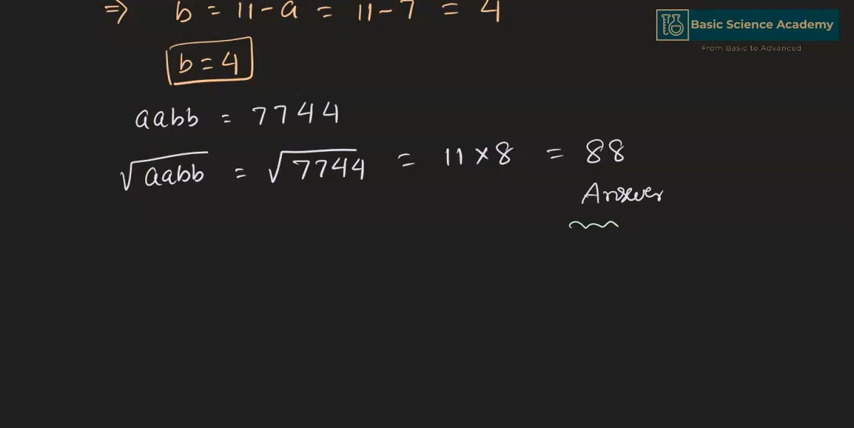 ⇒ b = 11 - a = 11 - 7 = 4
Basic Science Academy
From Basic to Advanced
b = 4
aabb = 7744
√aabb = √7744 = 11 × 8 = 88
Answer